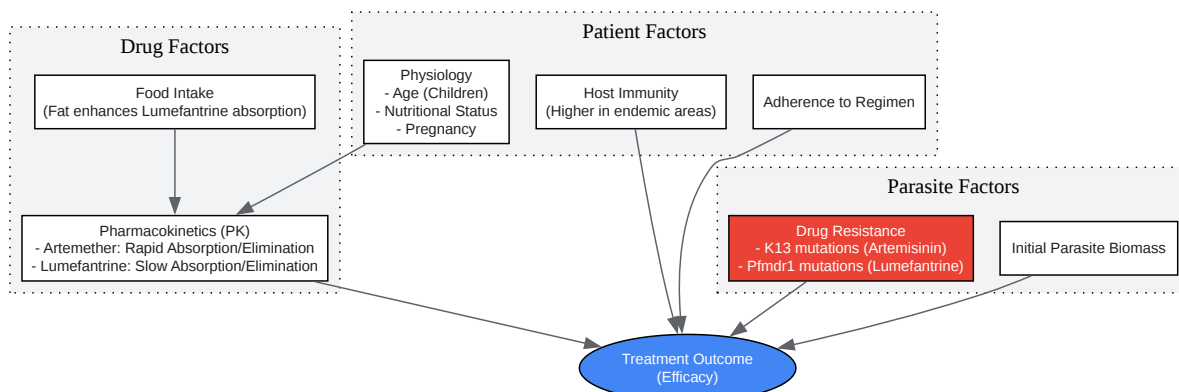 Drug Factors
Food Intake
(Fat enhances Lumefantrine absorption)
Pharmacokinetics (PK)
- Artemether: Rapid Absorption/Elimination
- Lumefantrine: Slow Absorption/Elimination
Patient Factors
Physiology
- Age (Children)
- Nutritional Status
- Pregnancy
Host Immunity
(Higher in endemic areas)
Adherence to Regimen
Parasite Factors
Drug Resistance
- K13 mutations (Artemisinin)
- Pfmdr1 mutations (Lumefantrine)
Initial Parasite Biomass
Treatment Outcome
(Efficacy)